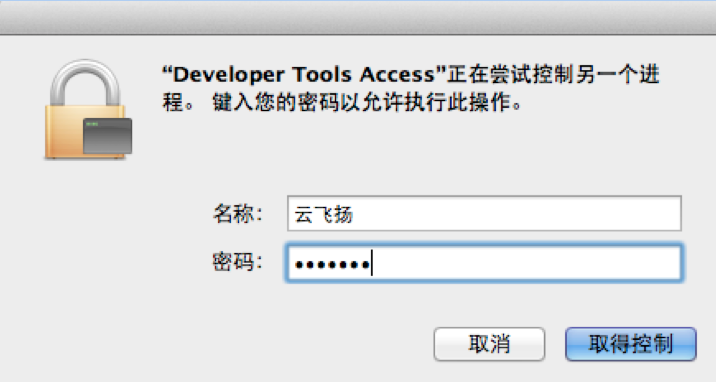 “Developer Tools Access”正在尝试控制另一个进
程。 键入您的密码以允许执行此操作。
名称：
云飞扬
密码：
•••••••
取消
取得控制